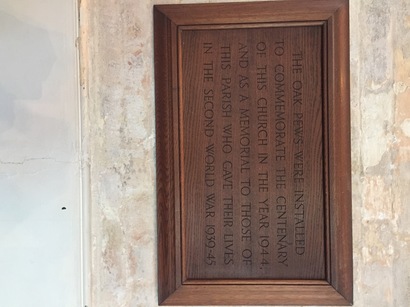 THE OAK PEWS WERE INSTALLED
TO COMMEMORATE THE CENTENARY
OF THIS CHURCH IN THE YEAR 1944,
AND AS A MEMORIAL TO THOSE OF
THIS PARISH WHO GAVE THEIR LIVES
IN THE SECOND WORLD WAR 1939-45